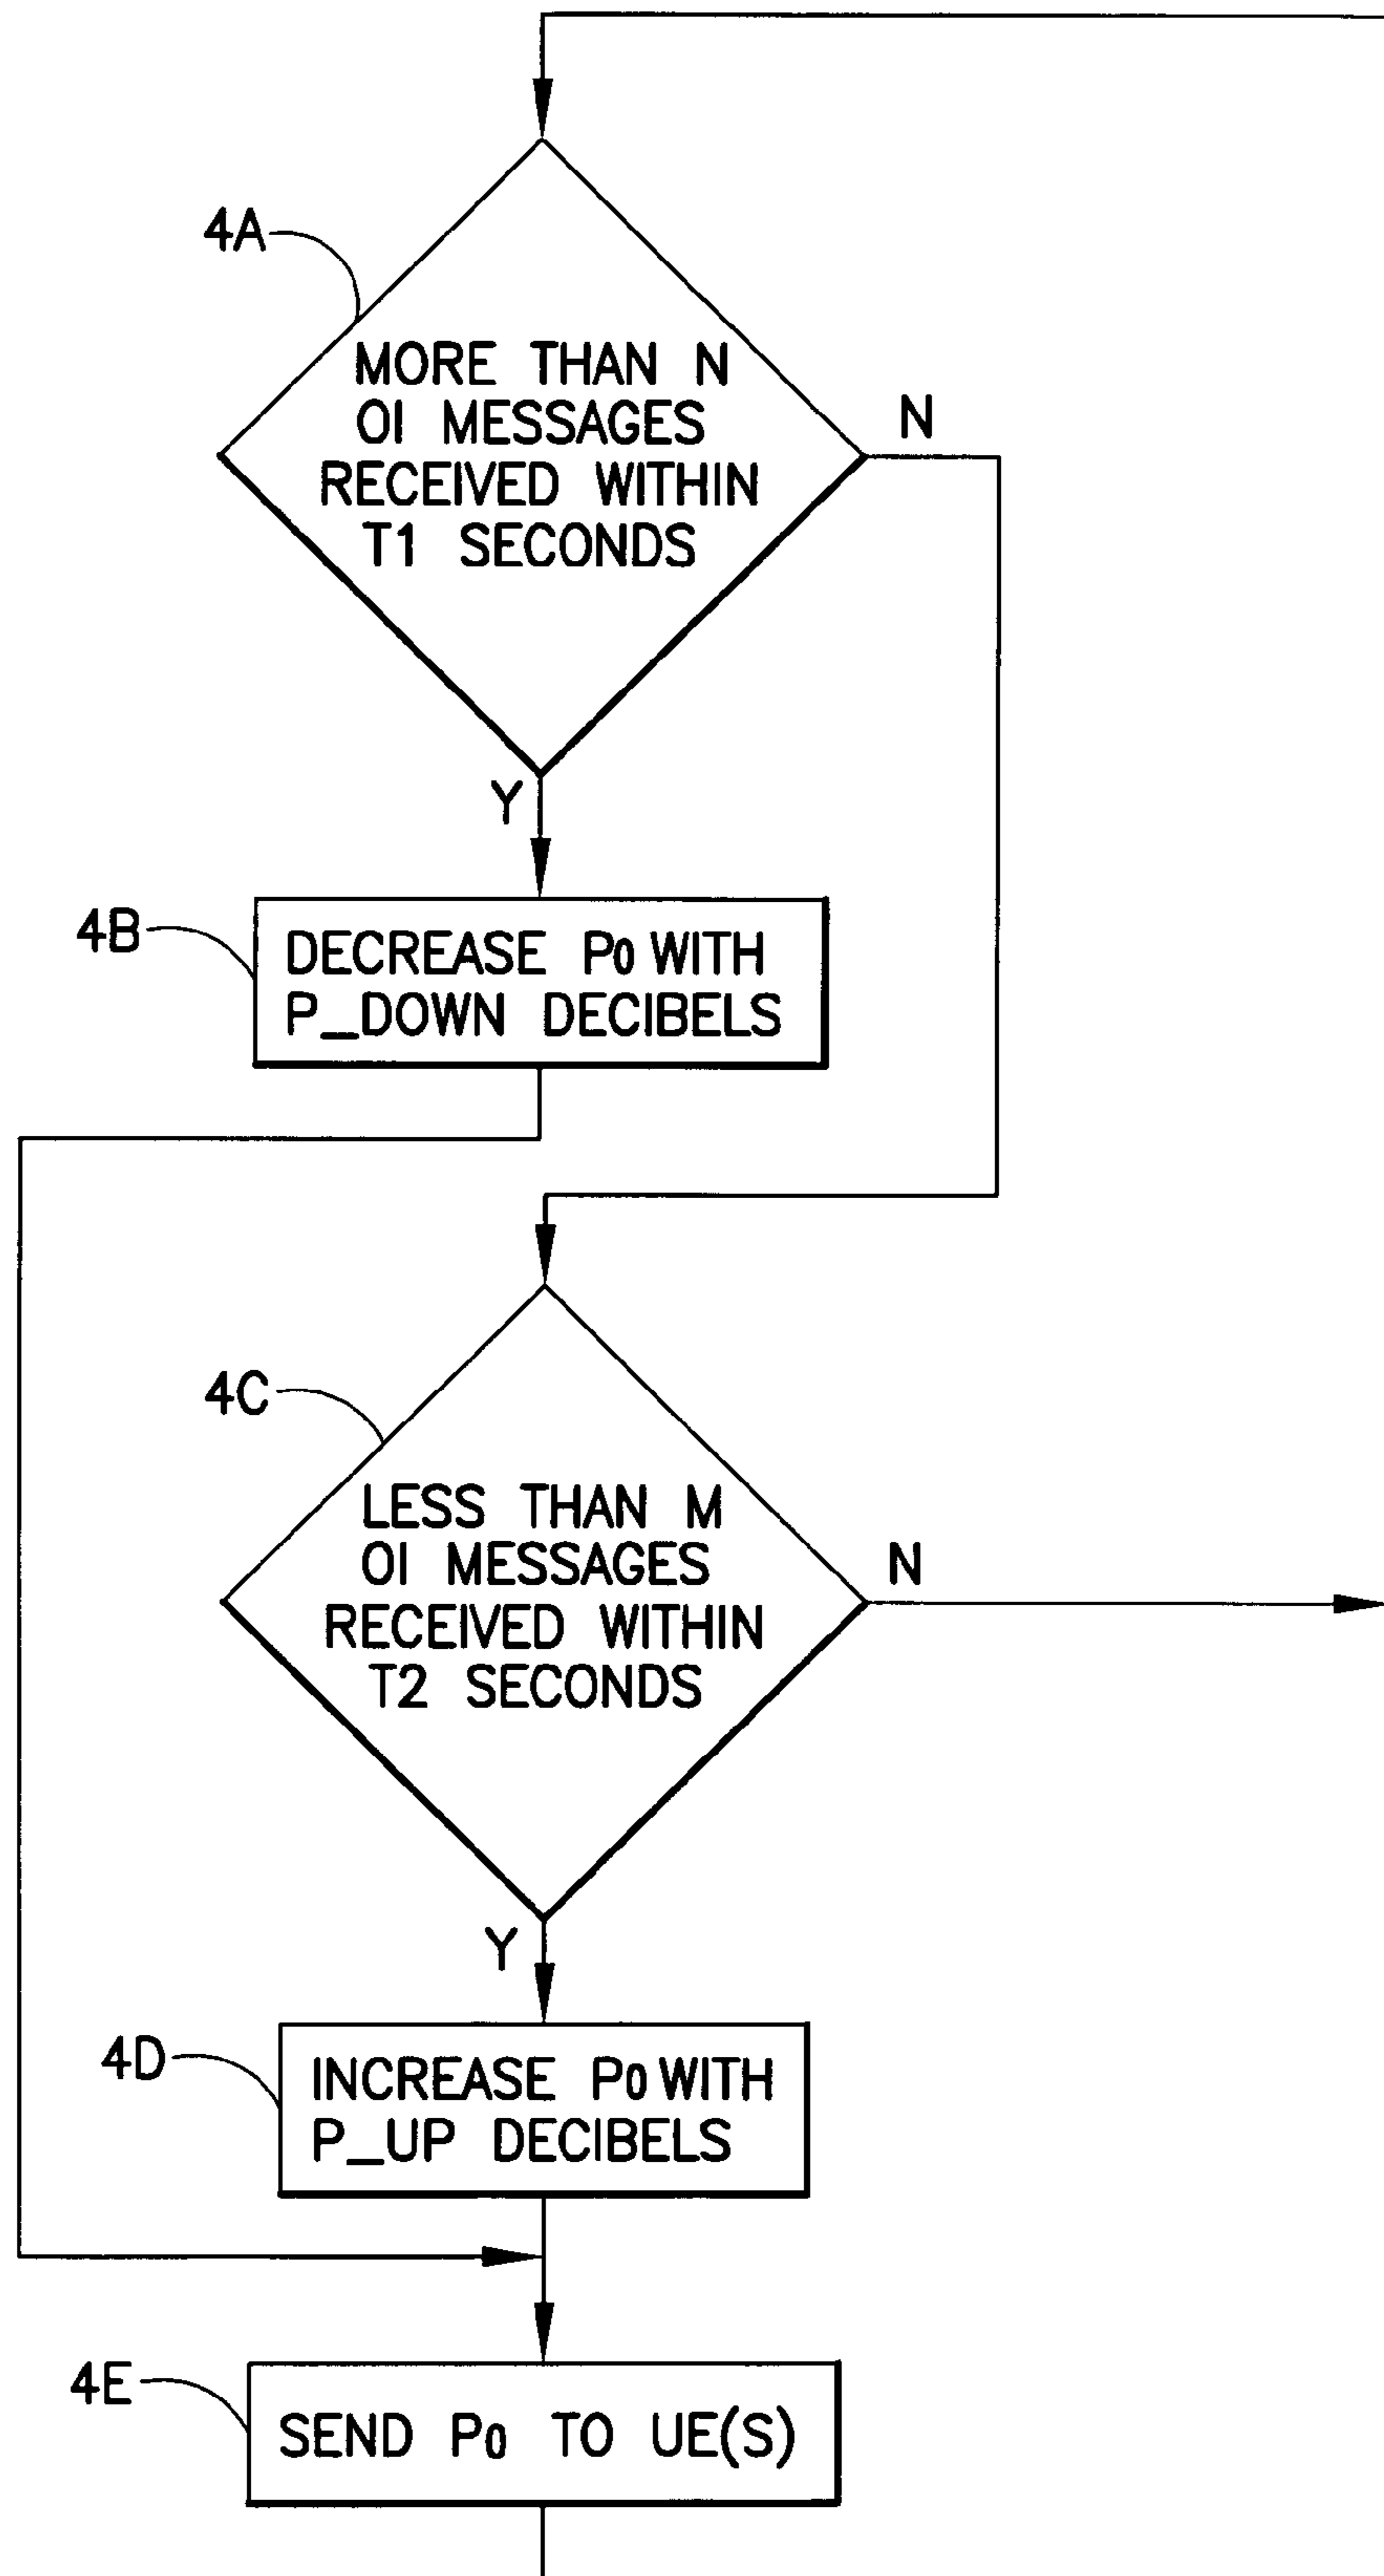 4A
MORE THAN N
OI MESSAGES
RECEIVED WITHIN
T1 SECONDS
N
Y
4B
DECREASE P0 WITH
P_DOWN DECIBELS
4C
LESS THAN M
OI MESSAGES
RECEIVED WITHIN
T2 SECONDS
N
Y
4D
INCREASE P0 WITH
P_UP DECIBELS
4E
SEND P0 TO UE(S)